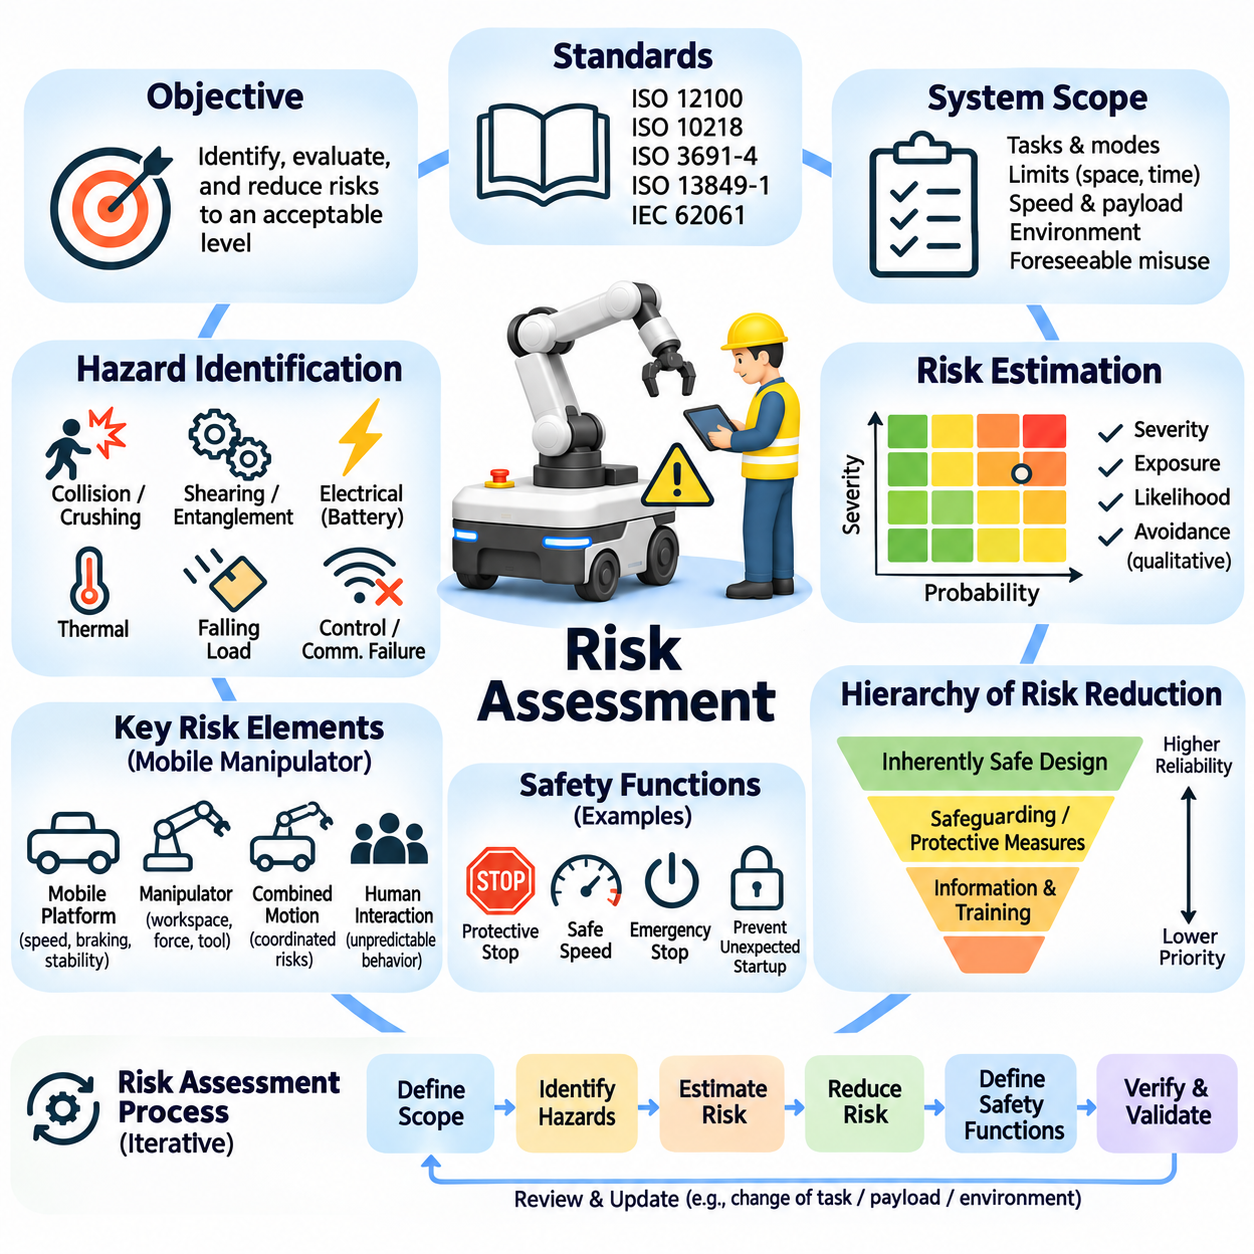 Standards
ISO 12100
ISO 10218
ISO 3691-4
ISO 13849-1
IEC 62061
Objective
Identify, evaluate,
and reduce risks
to an acceptable
level
System Scope
Tasks & modes
Limits (space, time)
Speed & payload
Environment
Foreseeable misuse
Hazard Identification
Collision /
Crushing
Shearing /
Entanglement
Electrical
(Battery)
Thermal
Falling
Load
Control /
Comm. Failure
!
Risk
Assessment
Risk Estimation
Severity
Probability
Severity
Exposure
Likelihood
Avoidance
(qualitative)
Key Risk Elements
(Mobile Manipulator)
Mobile
Platform
(speed, braking,
stability)
Manipulator
(workspace,
force, tool)
Combined
Motion
(coordinated
risks)
Human
Interaction
(unpredictable
behavior)
Safety Functions
(Examples)
STOP
Protective
Stop
Safe
Speed
Emergency
Stop
Prevent
Unexpected
Startup
Hierarchy of Risk Reduction
Inherently Safe Design
Safeguarding /
Protective Measures
Information &
Training
Higher
Reliability
Lower
Priority
Risk Assessment
Process
(Iterative)
Define
Scope
Identify
Hazards
Estimate
Risk
Reduce
Risk
Define
Safety
Functions
Verify &
Validate
Review & Update (e.g., change of task / payload / environment)